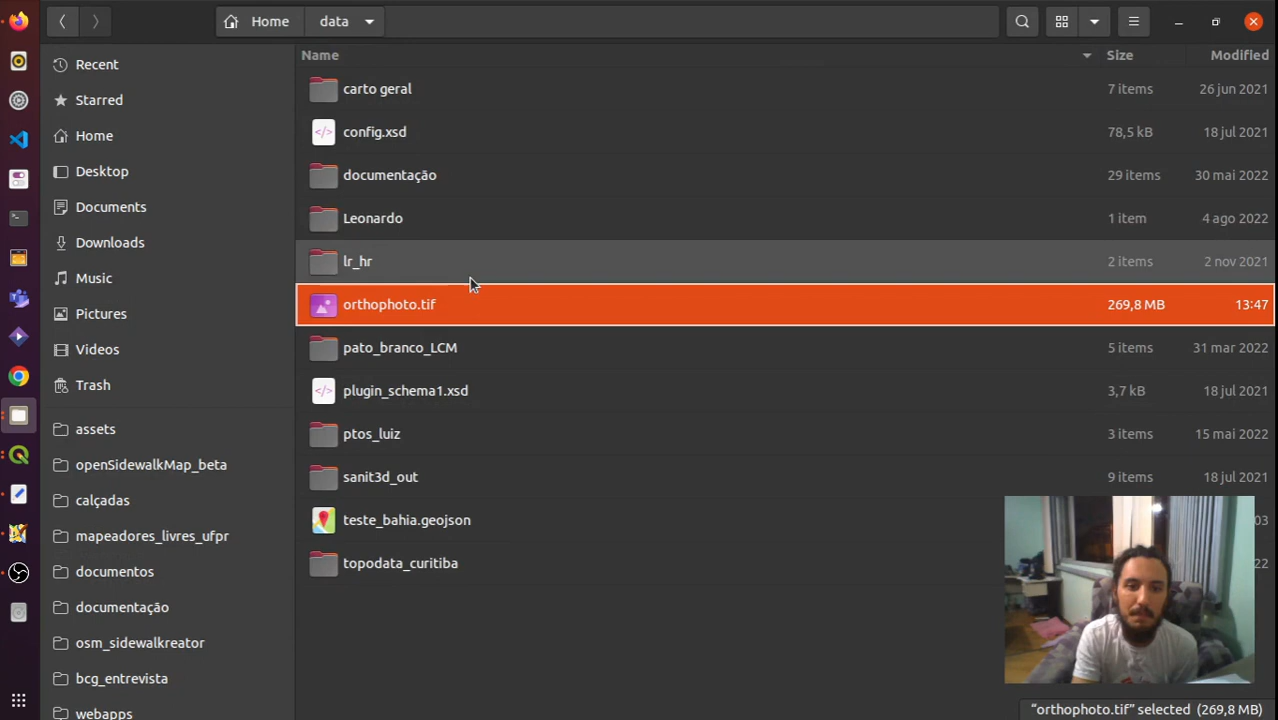 Home data
Name Size Modified
Recent
Starred
Home
Desktop
Documents
Downloads
Music
Pictures
Videos
Trash
assets
openSidewalkMap_beta
calçadas
mapeadores_livres_ufpr
documentos
documentação
osm_sidewalkreator
bcg_entrevista
webapps
carto geral 7 items 26 jun 2021
config.xsd 78,5 kB 18 jul 2021
documentação 29 items 30 mai 2022
Leonardo 1 item 4 ago 2022
lr_hr 2 items 2 nov 2021
orthophoto.tif 269,8 MB 13:47
pato_branco_LCM 5 items 31 mar 2022
plugin_schema1.xsd 3,7 kB 18 jul 2021
ptos_luiz 3 items 15 mai 2022
sanit3d_out 9 items 18 jul 2021
teste_bahia.geojson 03
topodata_curitiba 22
"orthophoto.tif" selected (269,8 MB)